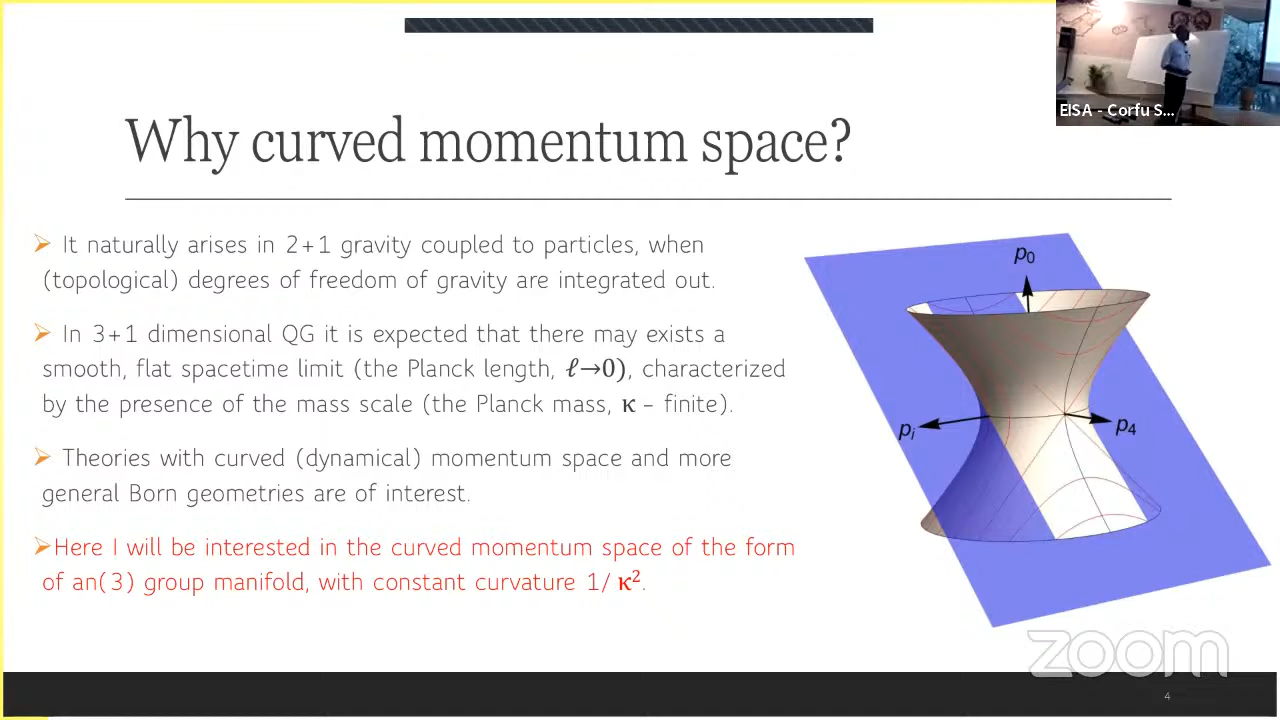 EISA - Corfu S...
Why curved momentum space?
➢ It naturally arises in 2+1 gravity coupled to particles, when
(topological) degrees of freedom of gravity are integrated out.
➢ In 3+1 dimensional QG it is expected that there may exists a
smooth, flat spacetime limit (the Planck length, ℓ→0), characterized
by the presence of the mass scale (the Planck mass, κ – finite).
➢ Theories with curved (dynamical) momentum space and more
general Born geometries are of interest.
➢Here I will be interested in the curved momentum space of the form
of an(3) group manifold, with constant curvature 1/ κ².
p₀
pᵢ
p₄
zoom
4